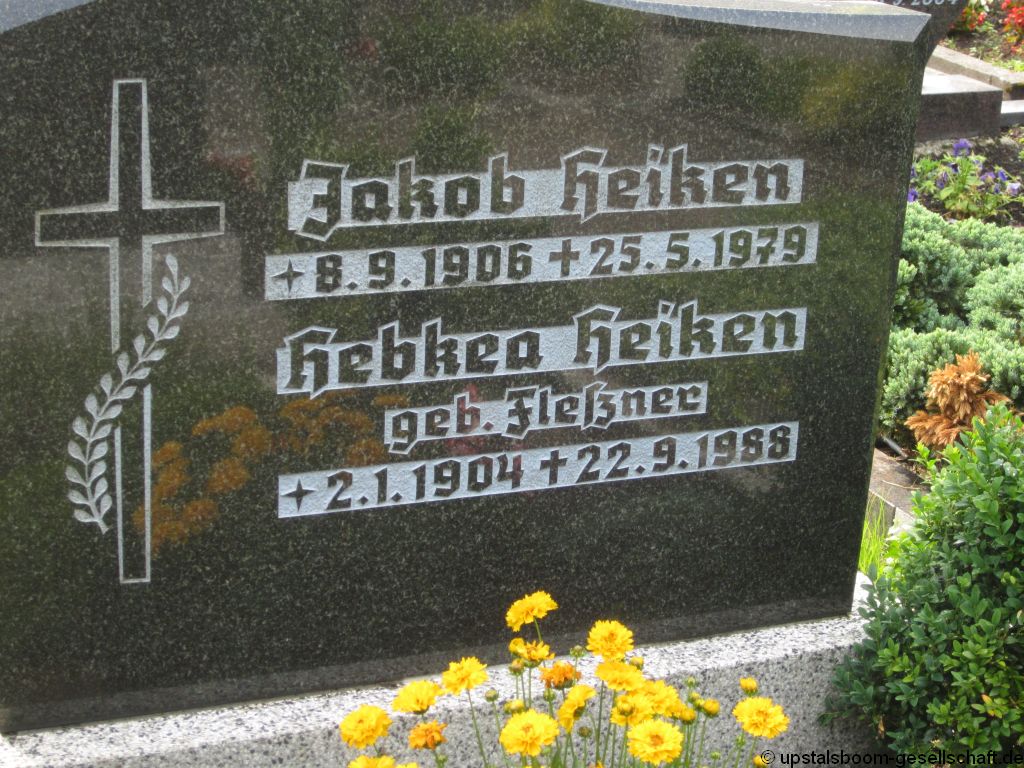 Jakob Heiken
8.9.1906 † 25.5.1979
Hebkea Heiken
geb. Fleßner
2.1.1904 † 22.9.1988
© upstalsboom-gesellschaft.de